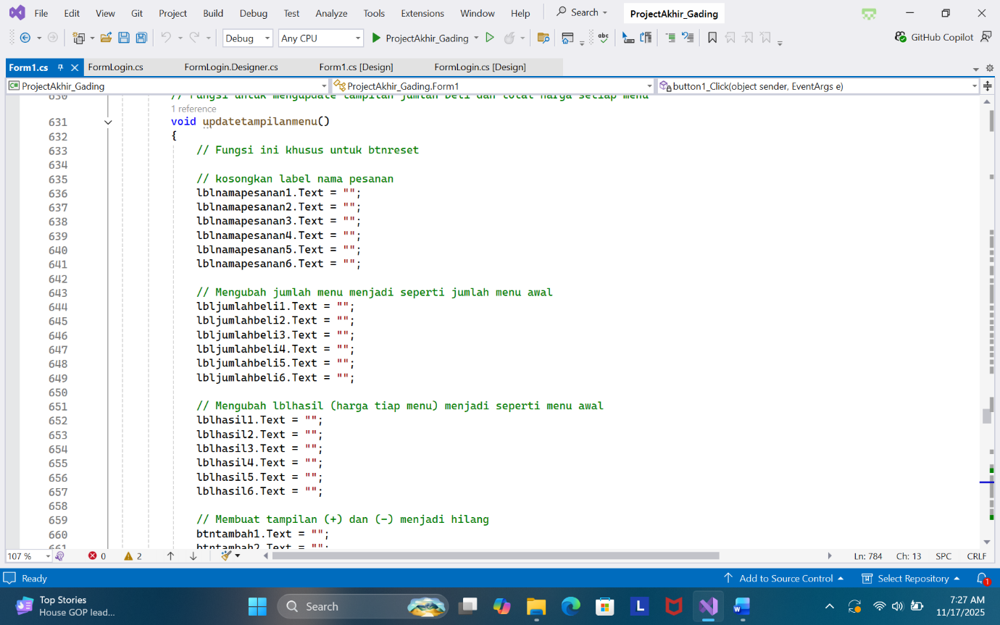 File Edit View Git Project Build Debug Test Analyze Tools Extensions Window Help Search ProjectAkhir_Gading
Debug Any CPU ProjectAkhir_Gading abc GitHub Copilot
Form1.cs FormLogin.cs FormLogin.Designer.cs Form1.cs [Design] FormLogin.cs [Design]
C# ProjectAkhir_Gading ProjectAkhir_Gading.Form1 button1_Click(object sender, EventArgs e)
630 // Fungsi untuk mengupdate tampilan jumlah beli dan total harga setiap menu
1 reference
631 void updatetampilanmenu()
632 {
633 // Fungsi ini khusus untuk btnreset
634
635 // kosongkan label nama pesanan
636 lblnamapesanan1.Text = "";
637 lblnamapesanan2.Text = "";
638 lblnamapesanan3.Text = "";
639 lblnamapesanan4.Text = "";
640 lblnamapesanan5.Text = "";
641 lblnamapesanan6.Text = "";
642
643 // Mengubah jumlah menu menjadi seperti jumlah menu awal
644 lbljumlahbeli1.Text = "";
645 lbljumlahbeli2.Text = "";
646 lbljumlahbeli3.Text = "";
647 lbljumlahbeli4.Text = "";
648 lbljumlahbeli5.Text = "";
649 lbljumlahbeli6.Text = "";
650
651 // Mengubah lblhasil (harga tiap menu) menjadi seperti menu awal
652 lblhasil1.Text = "";
653 lblhasil2.Text = "";
654 lblhasil3.Text = "";
655 lblhasil4.Text = "";
656 lblhasil5.Text = "";
657 lblhasil6.Text = "";
658
659 // Membuat tampilan (+) dan (-) menjadi hilang
660 btntambah1.Text = "";
661 btntambah2.Text = "";
107 % 0 2 Ln: 784 Ch: 13 SPC CRLF
Ready Add to Source Control Select Repository 1
Top Stories
House GOP lead...
Search
L
W
7:27 AM
11/17/2025